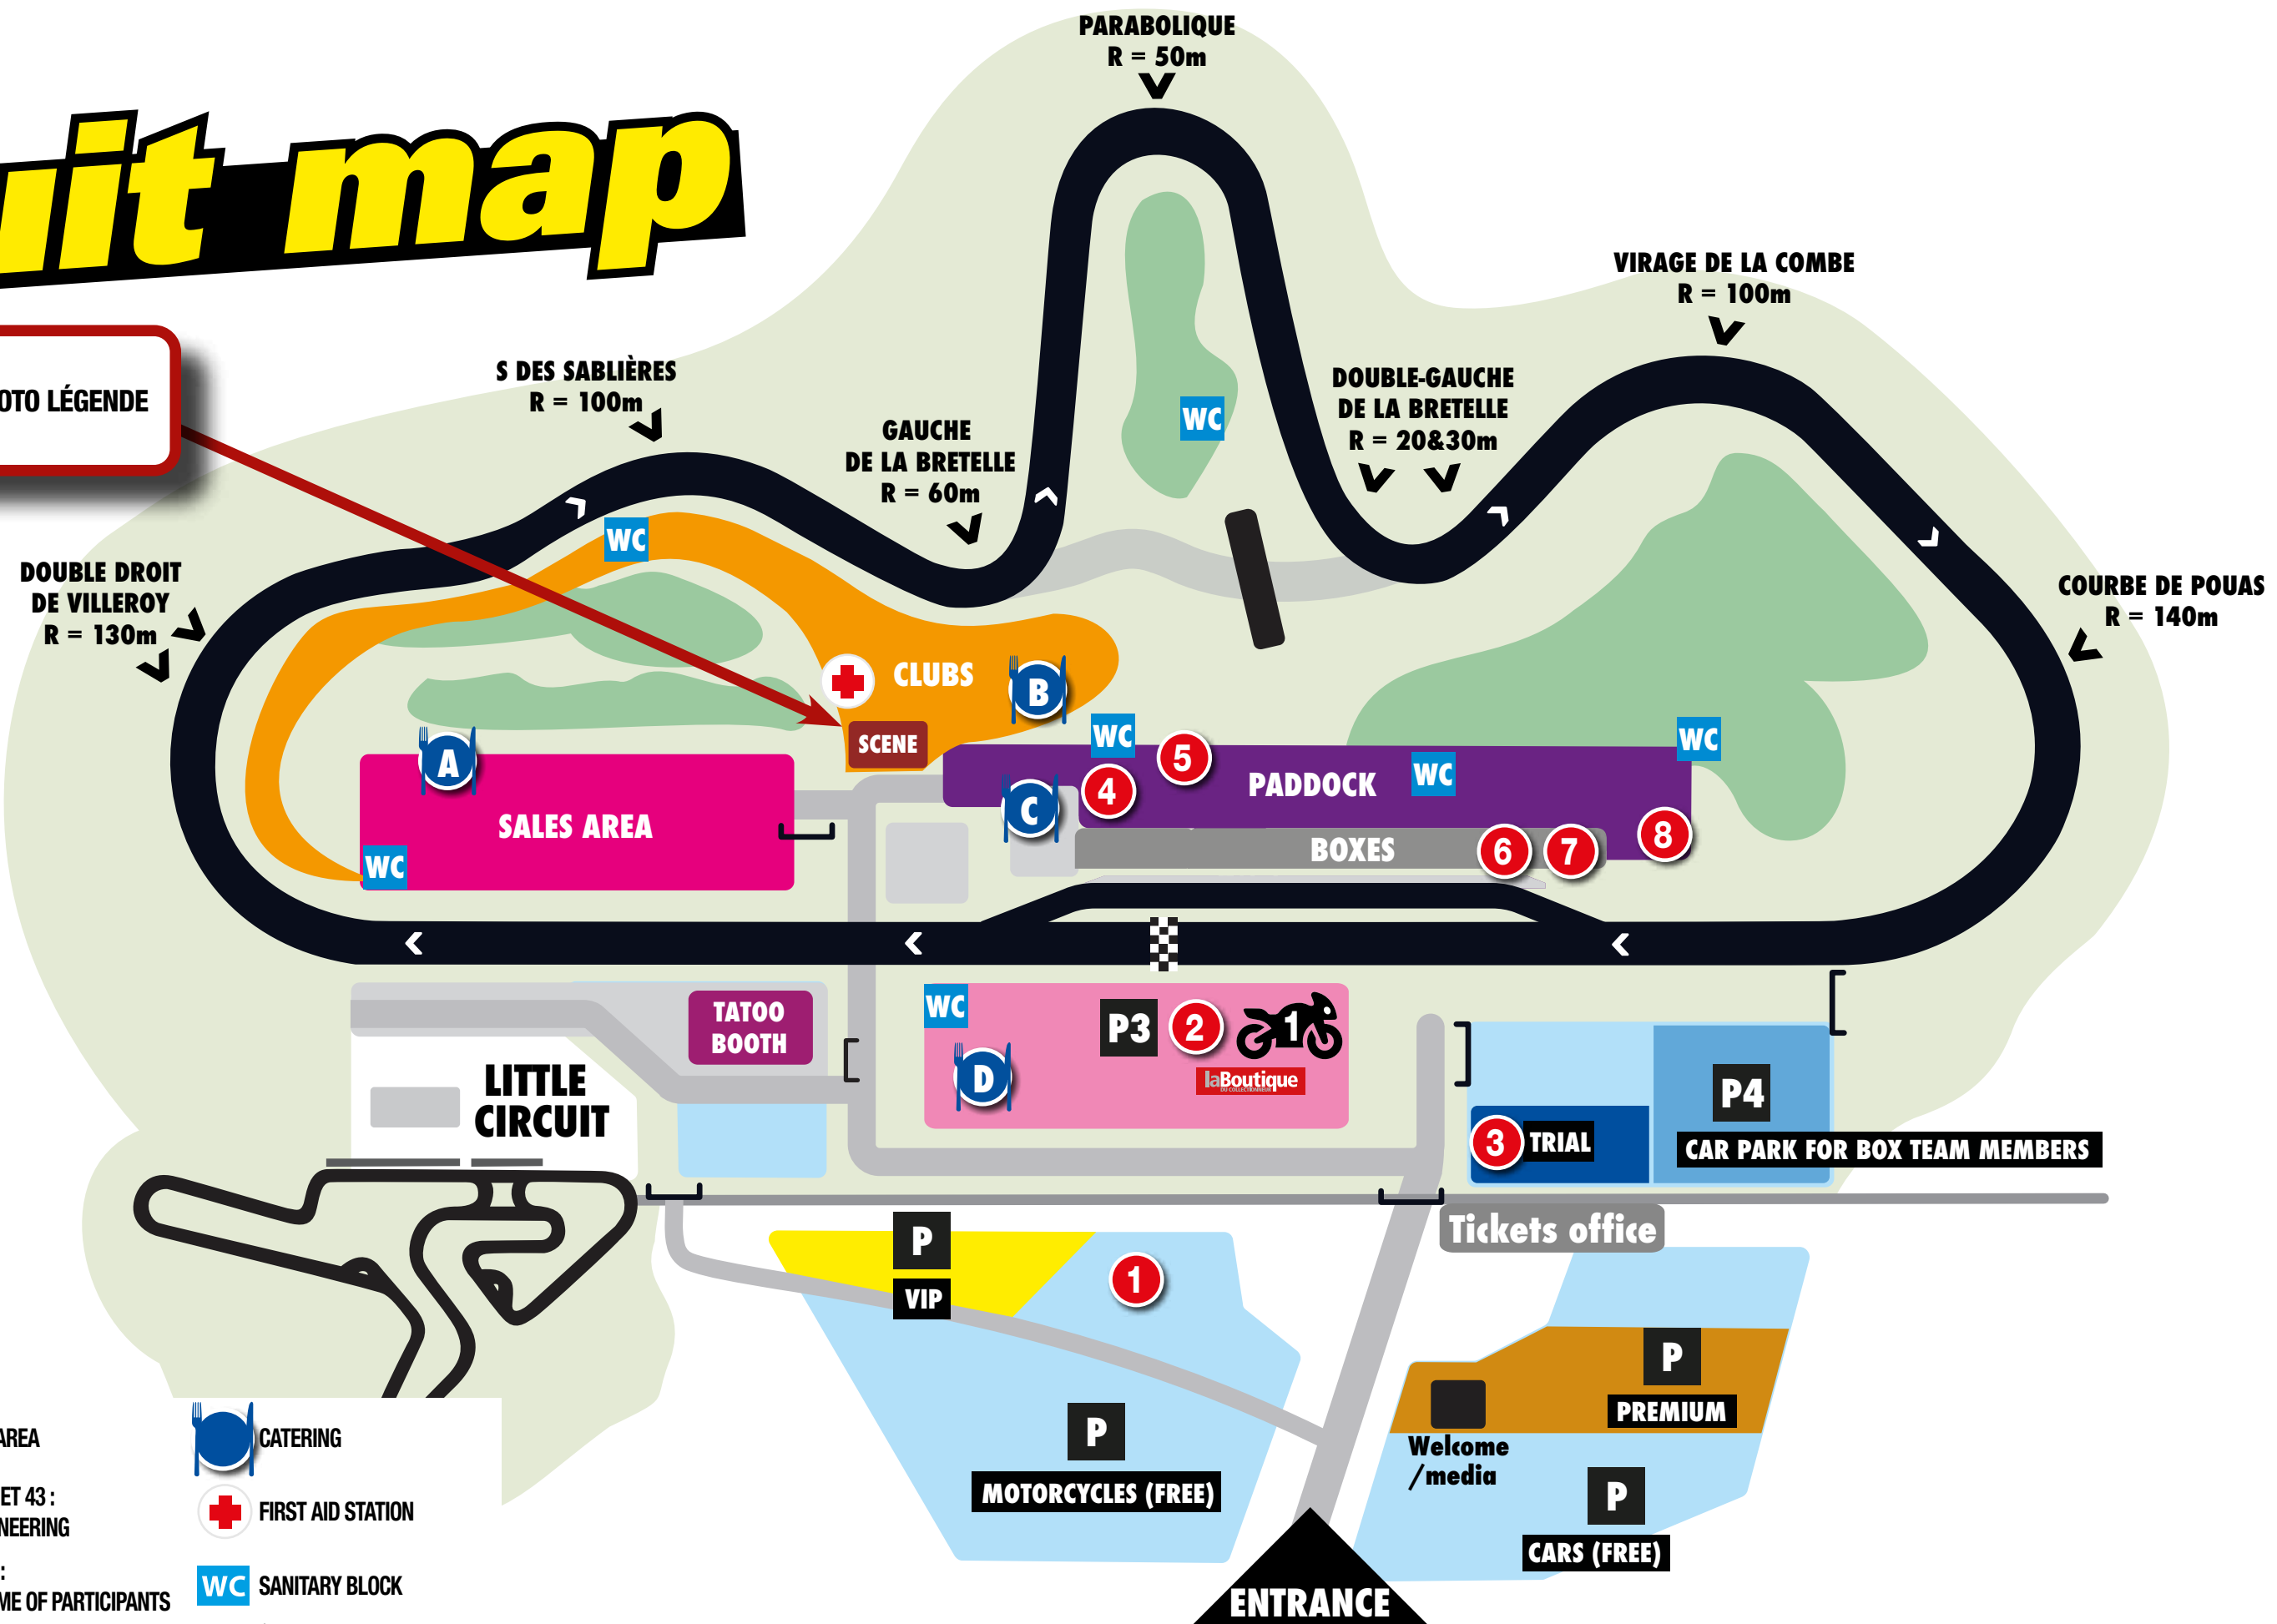 uit map
PARABOLIQUE
R = 50m
VIRAGE DE LA COMBE
R = 100m
OTO LÉGENDE
S DES SABLIÈRES
R = 100m
GAUCHE
DE LA BRETELLE
R = 60m
WC
DOUBLE-GAUCHE
DE LA BRETELLE
R = 20&30m
DOUBLE DROIT
DE VILLEROY
R = 130m
WC
COURBE DE POUAS
R = 140m
CLUBS
B
SCENE
WC
5
WC
A
4
PADDOCK
WC
C
SALES AREA
WC
BOXES
6
7
8
TATOO
BOOTH
WC
P3
2
1
laBoutique
DU COLLECTIONNEUR
D
LITTLE
CIRCUIT
P4
3
TRIAL
CAR PARK FOR BOX TEAM MEMBERS
Tickets office
P
VIP
1
P
PREMIUM
Welcome
/media
P
MOTORCYCLES (FREE)
P
CARS (FREE)
ENTRANCE
AREA
CATERING
ET 43 :
NEERING
FIRST AID STATION
:
ME OF PARTICIPANTS
WC
SANITARY BLOCK